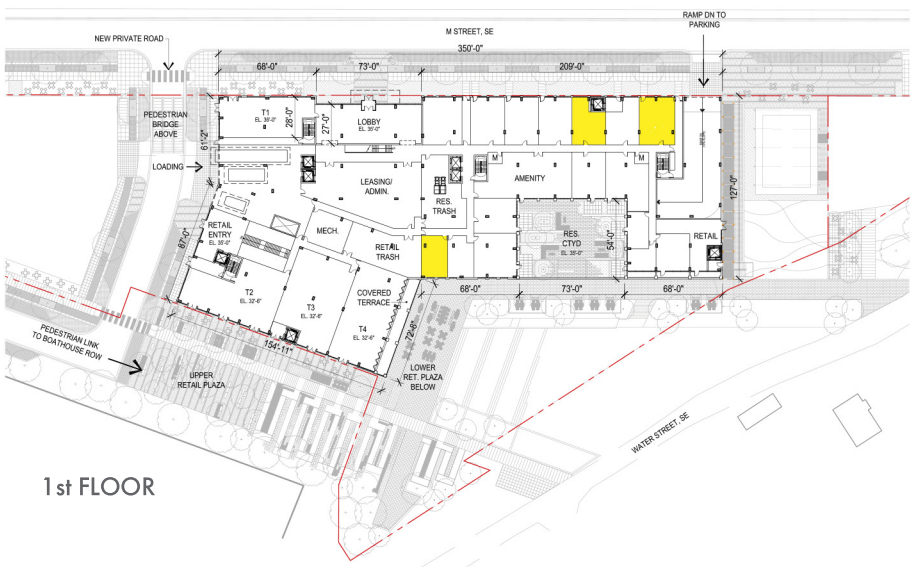 RAMP DN TO
PARKING
M STREET, SE
NEW PRIVATE ROAD
350'-0"
68'-0"
73'-0"
209'-0"
PEDESTRIAN
BRIDGE
ABOVE
T1
EL. 35'-0"
28'-0"
27'-0"
LOBBY
EL. 35'-0"
61'-2"
LOADING
M
M
LEASING/
ADMIN.
AMENITY
RES.
TRASH
127'-0"
87'-0"
RETAIL
ENTRY
EL. 35'-0"
MECH.
RETAIL
TRASH
RES.
CTYD
EL. 35'-0"
54'-0"
RETAIL
T2
EL. 32'-6"
T3
EL. 32'-6"
COVERED
TERRACE
T4
EL. 32'-6"
68'-0"
73'-0"
68'-0"
72'-8"
154'-11"
PEDESTRIAN LINK
TO BOATHOUSE ROW
UPPER
RETAIL PLAZA
LOWER
RET. PLAZA
BELOW
WATER STREET, SE
1st FLOOR